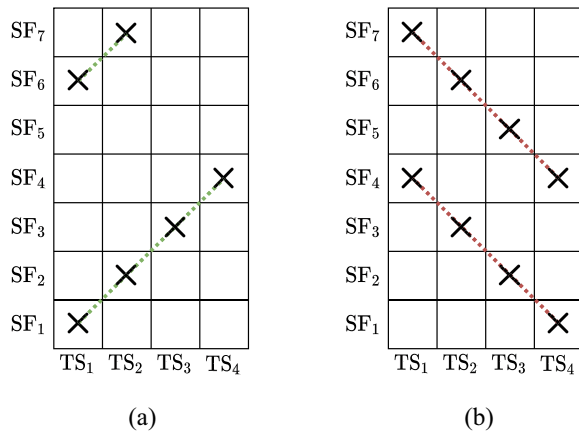 SF₇
SF₆
SF₅
SF₄
SF₃
SF₂
SF₁
TS₁ TS₂ TS₃ TS₄
(a)
SF₇
SF₆
SF₅
SF₄
SF₃
SF₂
SF₁
TS₁ TS₂ TS₃ TS₄
(b)